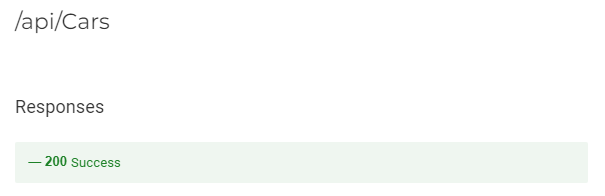 /api/Cars
Responses
— 200 Success